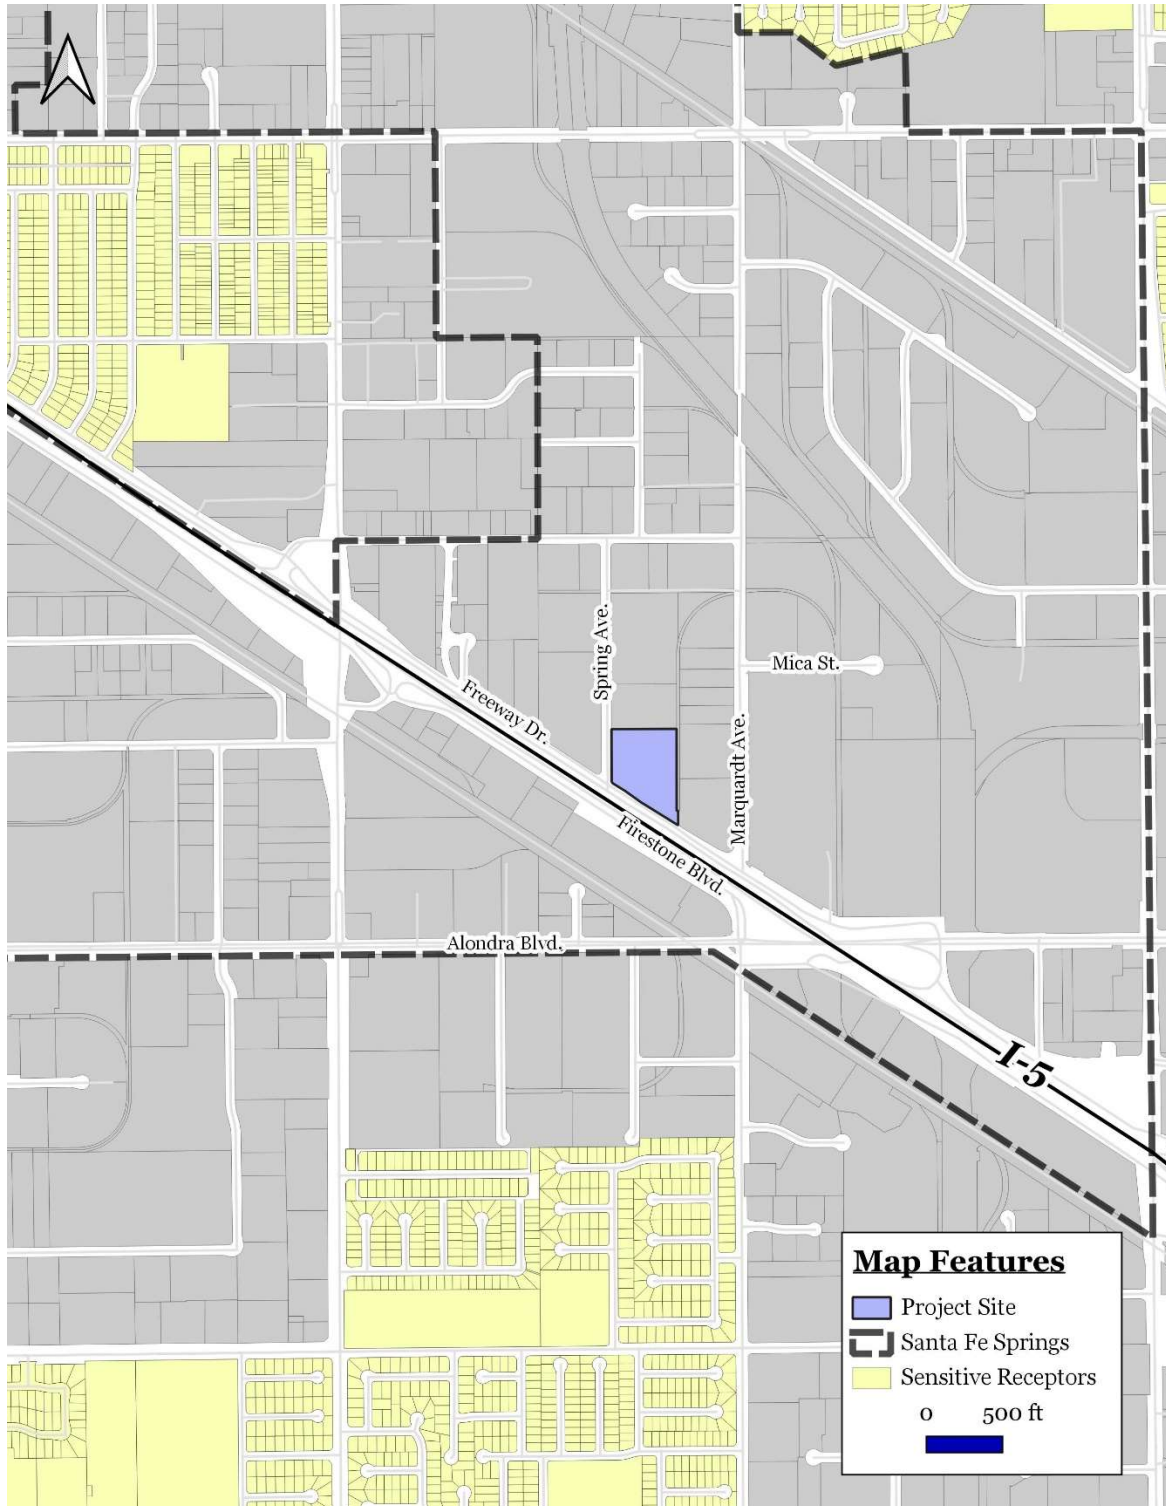 Spring Ave.
Mica St.
Freeway Dr.
Marquardt Ave.
Firestone Blvd.
Alondra Blvd.
I-5
Map Features
Project Site
Santa Fe Springs
Sensitive Receptors
0 500 ft